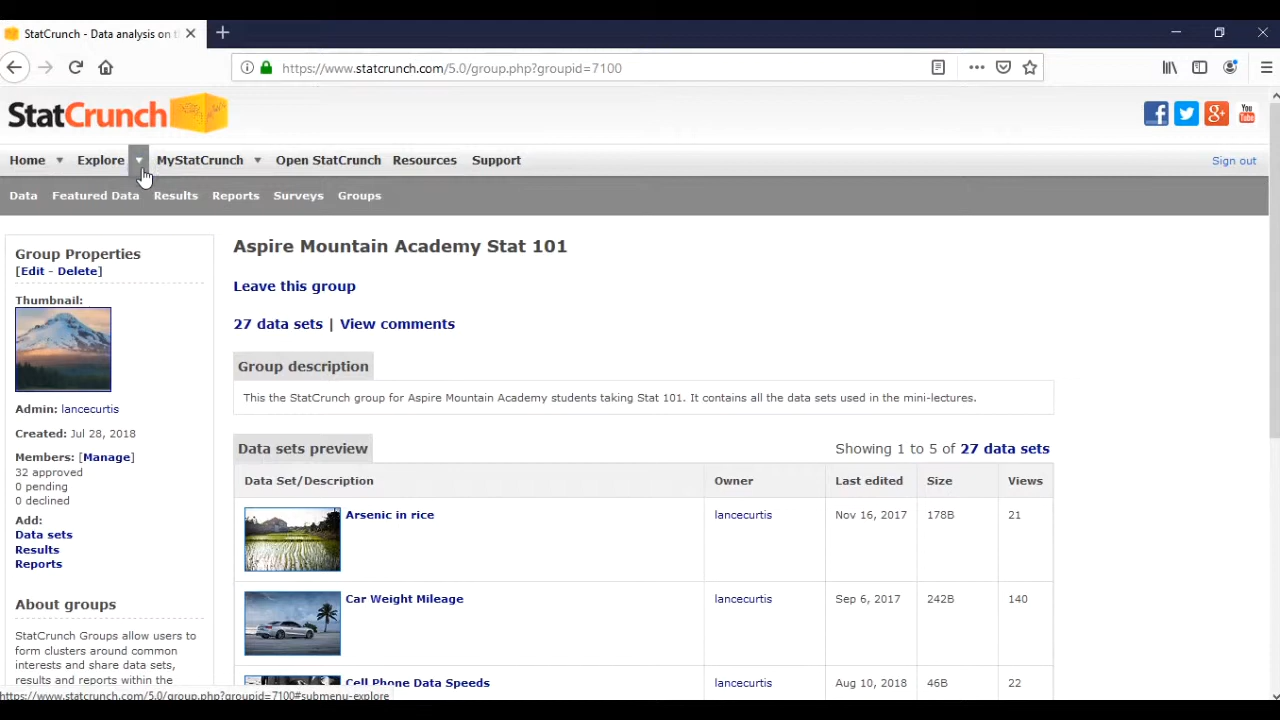 StatCrunch - Data analysis on t
https://www.statcrunch.com/5.0/group.php?groupid=7100
StatCrunch
You Tube
Home Explore MyStatCrunch Open StatCrunch Resources Support Sign out
Data Featured Data Results Reports Surveys Groups
Group Properties
[Edit - Delete]
Thumbnail:
Admin: lancecurtis
Created: Jul 28, 2018
Members: [Manage]
32 approved
0 pending
0 declined
Add:
Data sets
Results
Reports
About groups
StatCrunch Groups allow users to
form clusters around common
interests and share data sets,
results and reports within the
Aspire Mountain Academy Stat 101
Leave this group
27 data sets | View comments
Group description
This the StatCrunch group for Aspire Mountain Academy students taking Stat 101. It contains all the data sets used in the mini-lectures.
Data sets preview Showing 1 to 5 of 27 data sets
Data Set/Description Owner Last edited Size Views
Arsenic in rice lancecurtis Nov 16, 2017 178B 21
Car Weight Mileage lancecurtis Sep 6, 2017 242B 140
Cell Phone Data Speeds lancecurtis Aug 10, 2018 46B 22
https://www.statcrunch.com/5.0/group.php?groupid=7100#submenu-explore